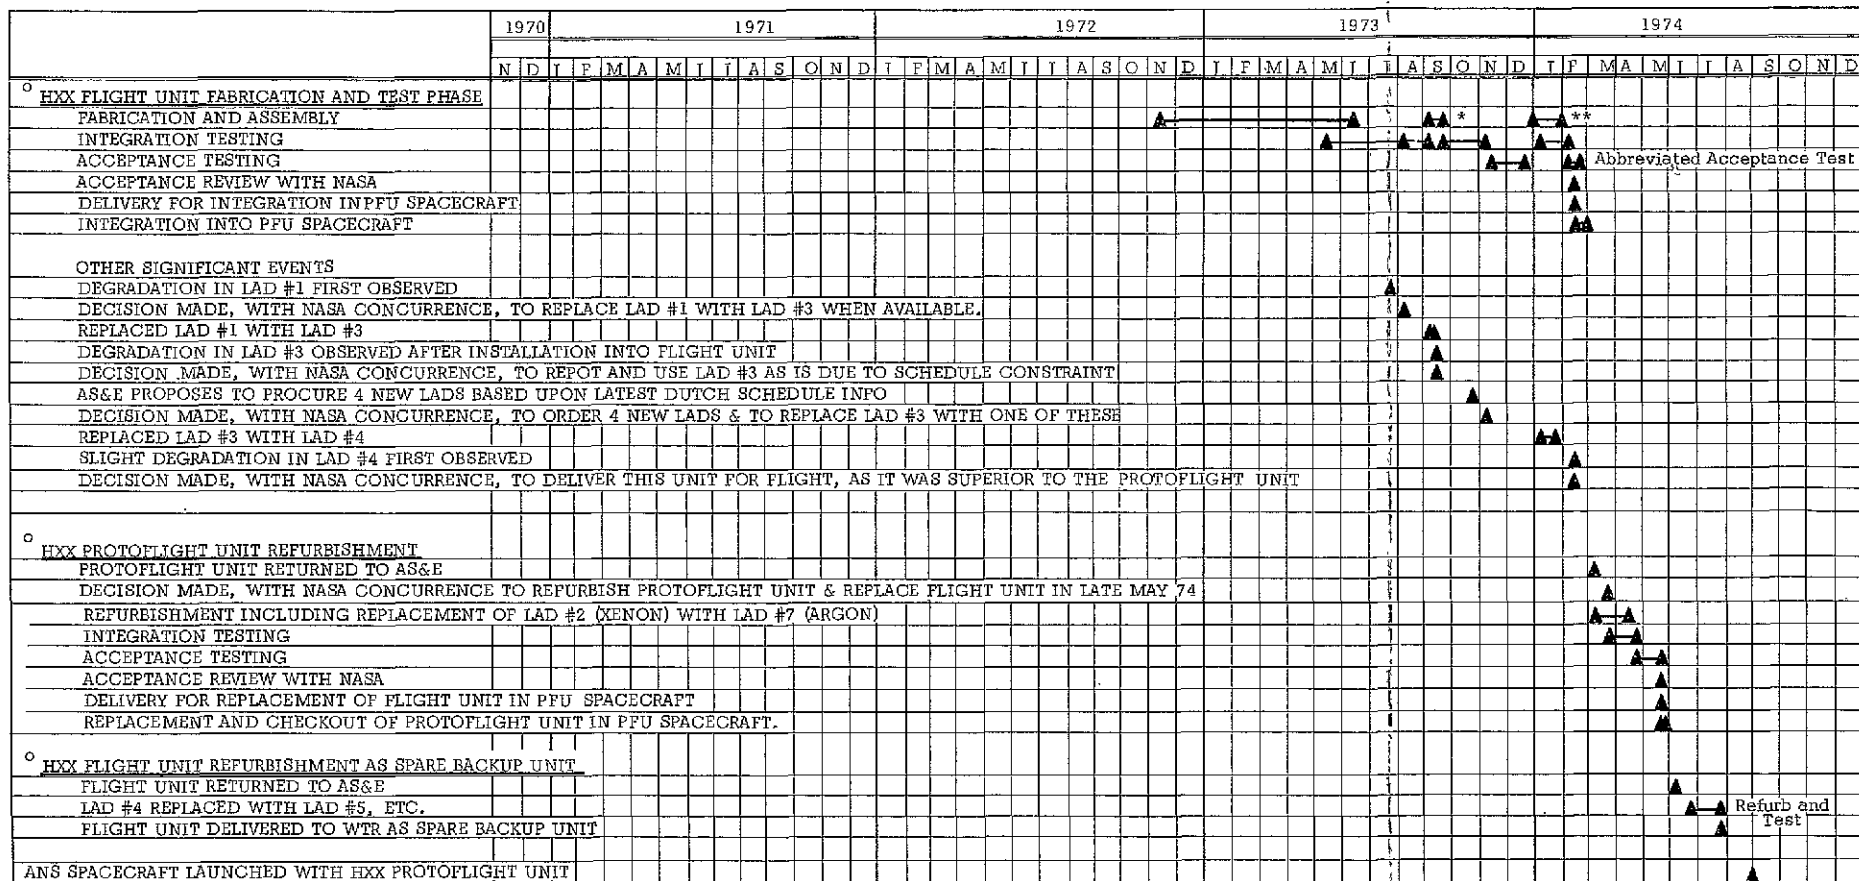 1970 1971 1972 1973 1974
N D J F M A M J J A S O N D J F M A M J J A S O N D J F M A M J J A S O N D J F M A M J J A S O N D
° HXX FLIGHT UNIT FABRICATION AND TEST PHASE
FABRICATION AND ASSEMBLY * **
INTEGRATION TESTING
ACCEPTANCE TESTING Abbreviated Acceptance Test
ACCEPTANCE REVIEW WITH NASA
DELIVERY FOR INTEGRATION IN PFU SPACECRAFT
INTEGRATION INTO PFU SPACECRAFT
OTHER SIGNIFICANT EVENTS
DEGRADATION IN LAD #1 FIRST OBSERVED
DECISION MADE, WITH NASA CONCURRENCE, TO REPLACE LAD #1 WITH LAD #3 WHEN AVAILABLE.
REPLACED LAD #1 WITH LAD #3
DEGRADATION IN LAD #3 OBSERVED AFTER INSTALLATION INTO FLIGHT UNIT
DECISION MADE, WITH NASA CONCURRENCE, TO REPOT AND USE LAD #3 AS IS DUE TO SCHEDULE CONSTRAINT
AS&E PROPOSES TO PROCURE 4 NEW LADS BASED UPON LATEST DUTCH SCHEDULE INFO
DECISION MADE, WITH NASA CONCURRENCE, TO ORDER 4 NEW LADS & TO REPLACE LAD #3 WITH ONE OF THESE
REPLACED LAD #3 WITH LAD #4
SLIGHT DEGRADATION IN LAD #4 FIRST OBSERVED
DECISION MADE, WITH NASA CONCURRENCE, TO DELIVER THIS UNIT FOR FLIGHT, AS IT WAS SUPERIOR TO THE PROTOFLIGHT UNIT
° HXX PROTOFLIGHT UNIT REFURBISHMENT
PROTOFLIGHT UNIT RETURNED TO AS&E
DECISION MADE, WITH NASA CONCURRENCE TO REFURBISH PROTOFLIGHT UNIT & REPLACE FLIGHT UNIT IN LATE MAY 74
REFURBISHMENT INCLUDING REPLACEMENT OF LAD #2 (XENON) WITH LAD #7 (ARGON)
INTEGRATION TESTING
ACCEPTANCE TESTING
ACCEPTANCE REVIEW WITH NASA
DELIVERY FOR REPLACEMENT OF FLIGHT UNIT IN PFU SPACECRAFT
REPLACEMENT AND CHECKOUT OF PROTOFLIGHT UNIT IN PFU SPACECRAFT.
° HXX FLIGHT UNIT REFURBISHMENT AS SPARE BACKUP UNIT
FLIGHT UNIT RETURNED TO AS&E
LAD #4 REPLACED WITH LAD #5, ETC. Refurb and
Test
FLIGHT UNIT DELIVERED TO WTR AS SPARE BACKUP UNIT
ANS SPACECRAFT LAUNCHED WITH HXX PROTOFLIGHT UNIT